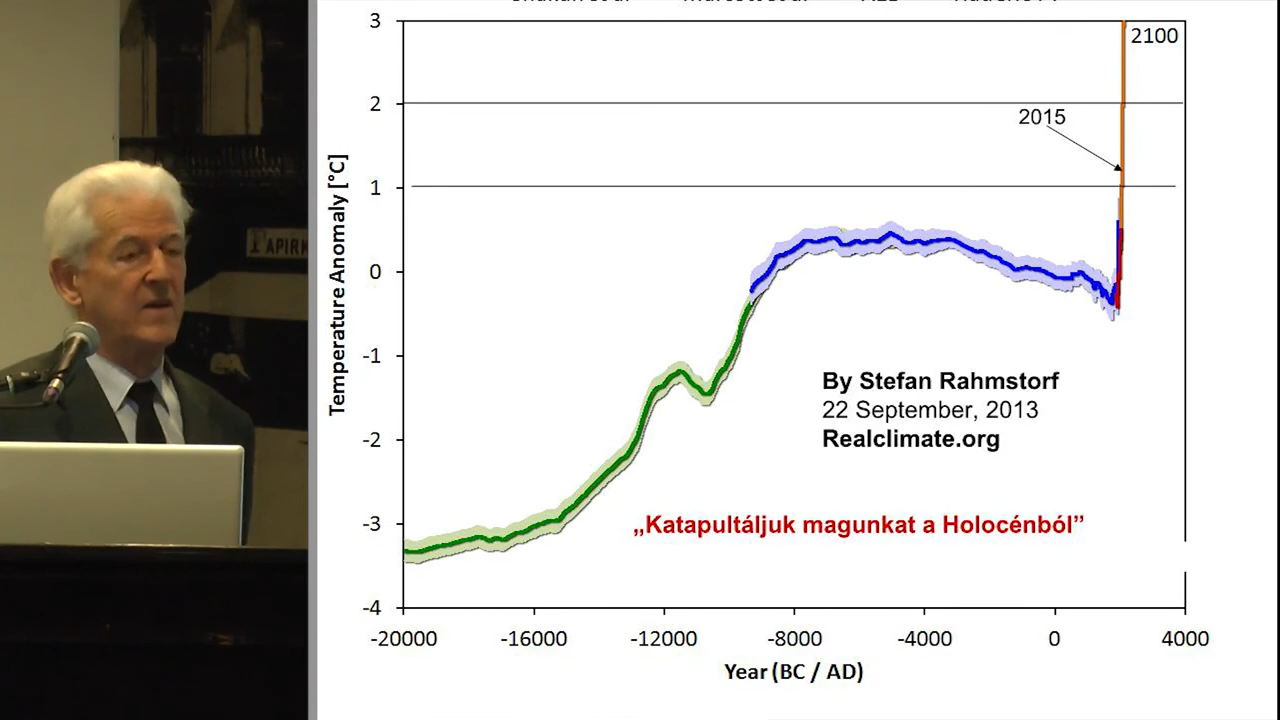 3
2100
2
2015
1
APIRK
0
-1
-2
-3
-4
Temperature Anomaly [°C]
By Stefan Rahmstorf
22 September, 2013
Realclimate.org
„Katapultáljuk magunkat a Holocénból”
-20000 -16000 -12000 -8000 -4000 0 4000
Year (BC / AD)